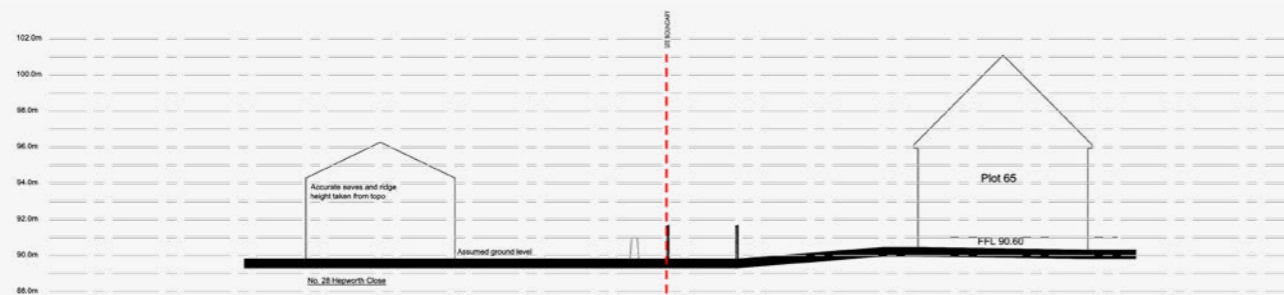 SITE BOUNDARY
102.0m
100.0m
98.0m
96.0m
94.0m
92.0m
90.0m
88.0m
Accurate eaves and ridge
height taken from topo
Assumed ground level
No. 28 Hepworth Close
Plot 65
FFL 90.60